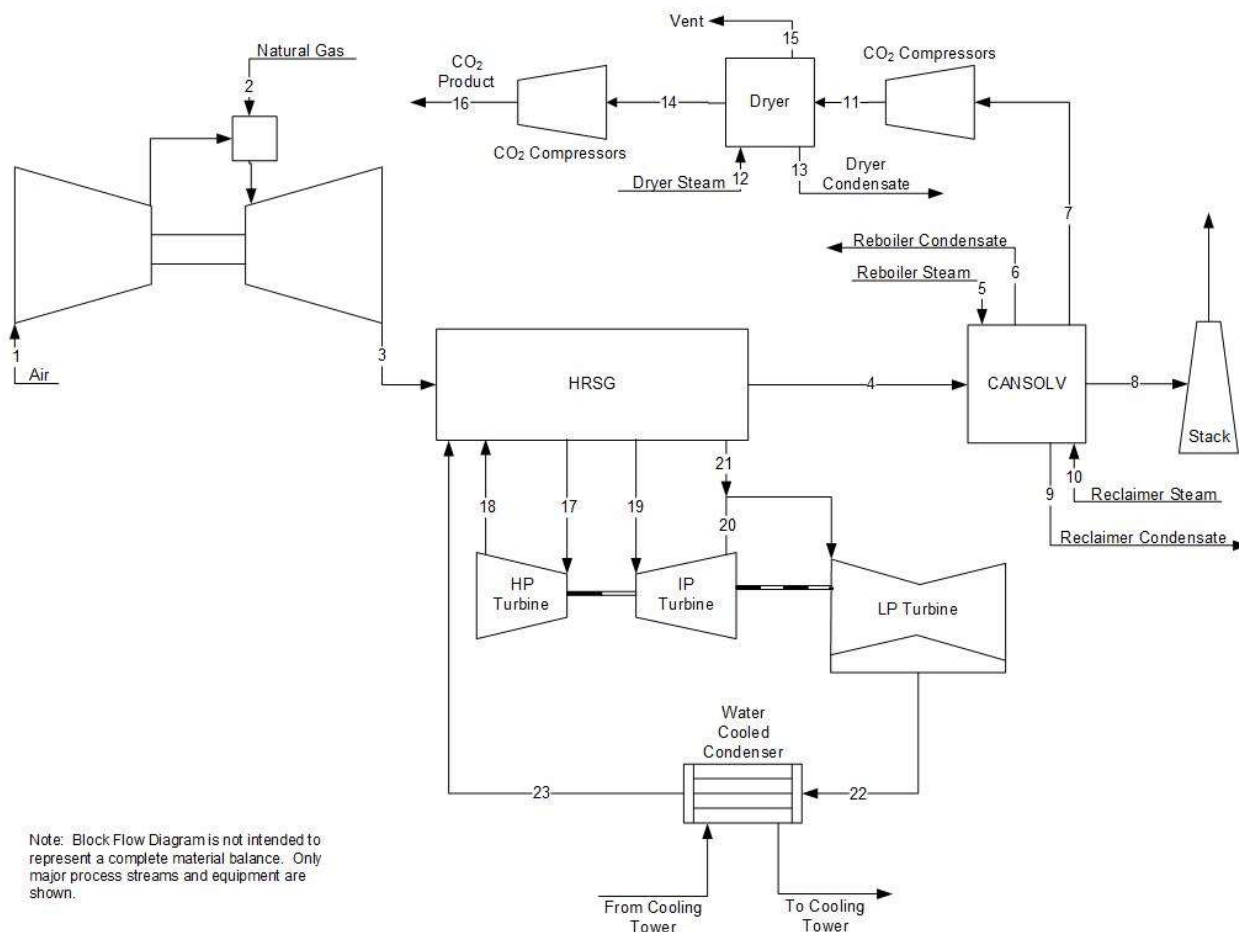 Vent
15
Natural Gas
2
CO2
Product
16
CO2 Compressors
14
Dryer
11
CO2 Compressors
Dryer Steam
12
13
Dryer
Condensate
7
Reboiler Condensate
6
Reboiler Steam
5
1
Air
3
HRSG
4
CANSOLV
8
Stack
9
10
Reclaimer Steam
Reclaimer Condensate
18
17
19
21
20
HP
Turbine
IP
Turbine
LP Turbine
Water
Cooled
Condenser
23
22
From Cooling
Tower
To Cooling
Tower
Note: Block Flow Diagram is not intended to
represent a complete material balance. Only
major process streams and equipment are
shown.